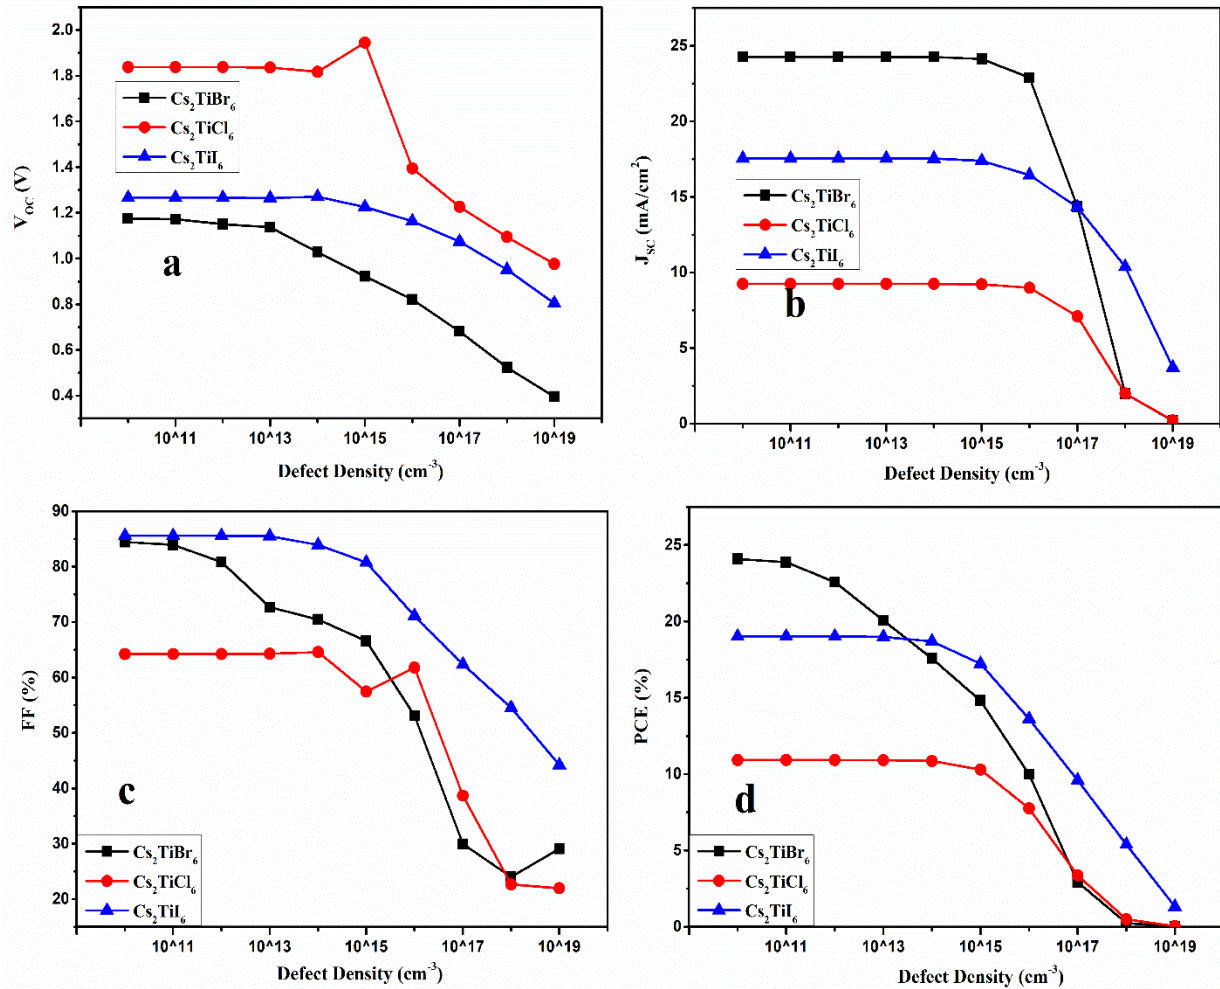 2.0
1.8
1.6
1.4
1.2
1.0
0.8
0.6
0.4
V_OC (V)
Cs₂TiBr₆
Cs₂TiCl₆
Cs₂TiI₆
a
10^11 10^13 10^15 10^17 10^19
Defect Density (cm⁻³)
25
20
15
10
5
0
J_SC (mA/cm²)
Cs₂TiBr₆
Cs₂TiCl₆
Cs₂TiI₆
b
10^11 10^13 10^15 10^17 10^19
Defect Density (cm⁻³)
90
80
70
60
50
40
30
20
FF (%)
c
Cs₂TiBr₆
Cs₂TiCl₆
Cs₂TiI₆
10^11 10^13 10^15 10^17 10^19
Defect Density (cm⁻³)
25
20
15
10
5
0
PCE (%)
d
Cs₂TiBr₆
Cs₂TiCl₆
Cs₂TiI₆
10^11 10^13 10^15 10^17 10^19
Defect Density (cm⁻³)